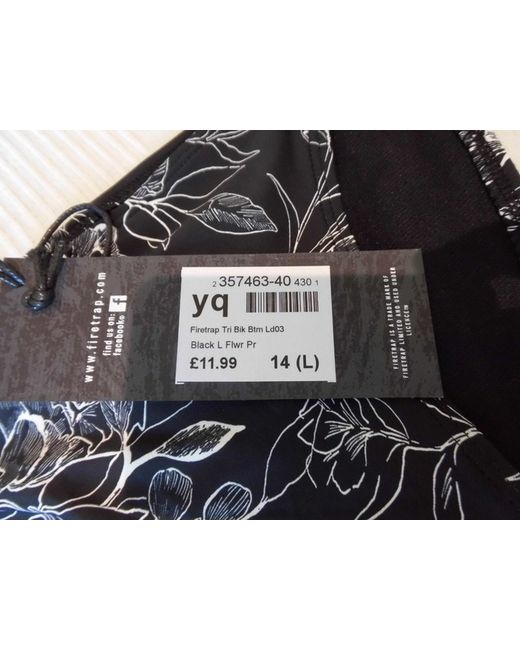 www.firetrap.com
find us on: f
facebook®
2 357463-40 430 1
yq
Firetrap Tri Bik Btm Ld03
Black L Flwr Pr
£11.99 14 (L)
FIRETRAP IS A TRADE MARK OF
FIRETRAP LIMITED AND USED UNDER
LICENCE